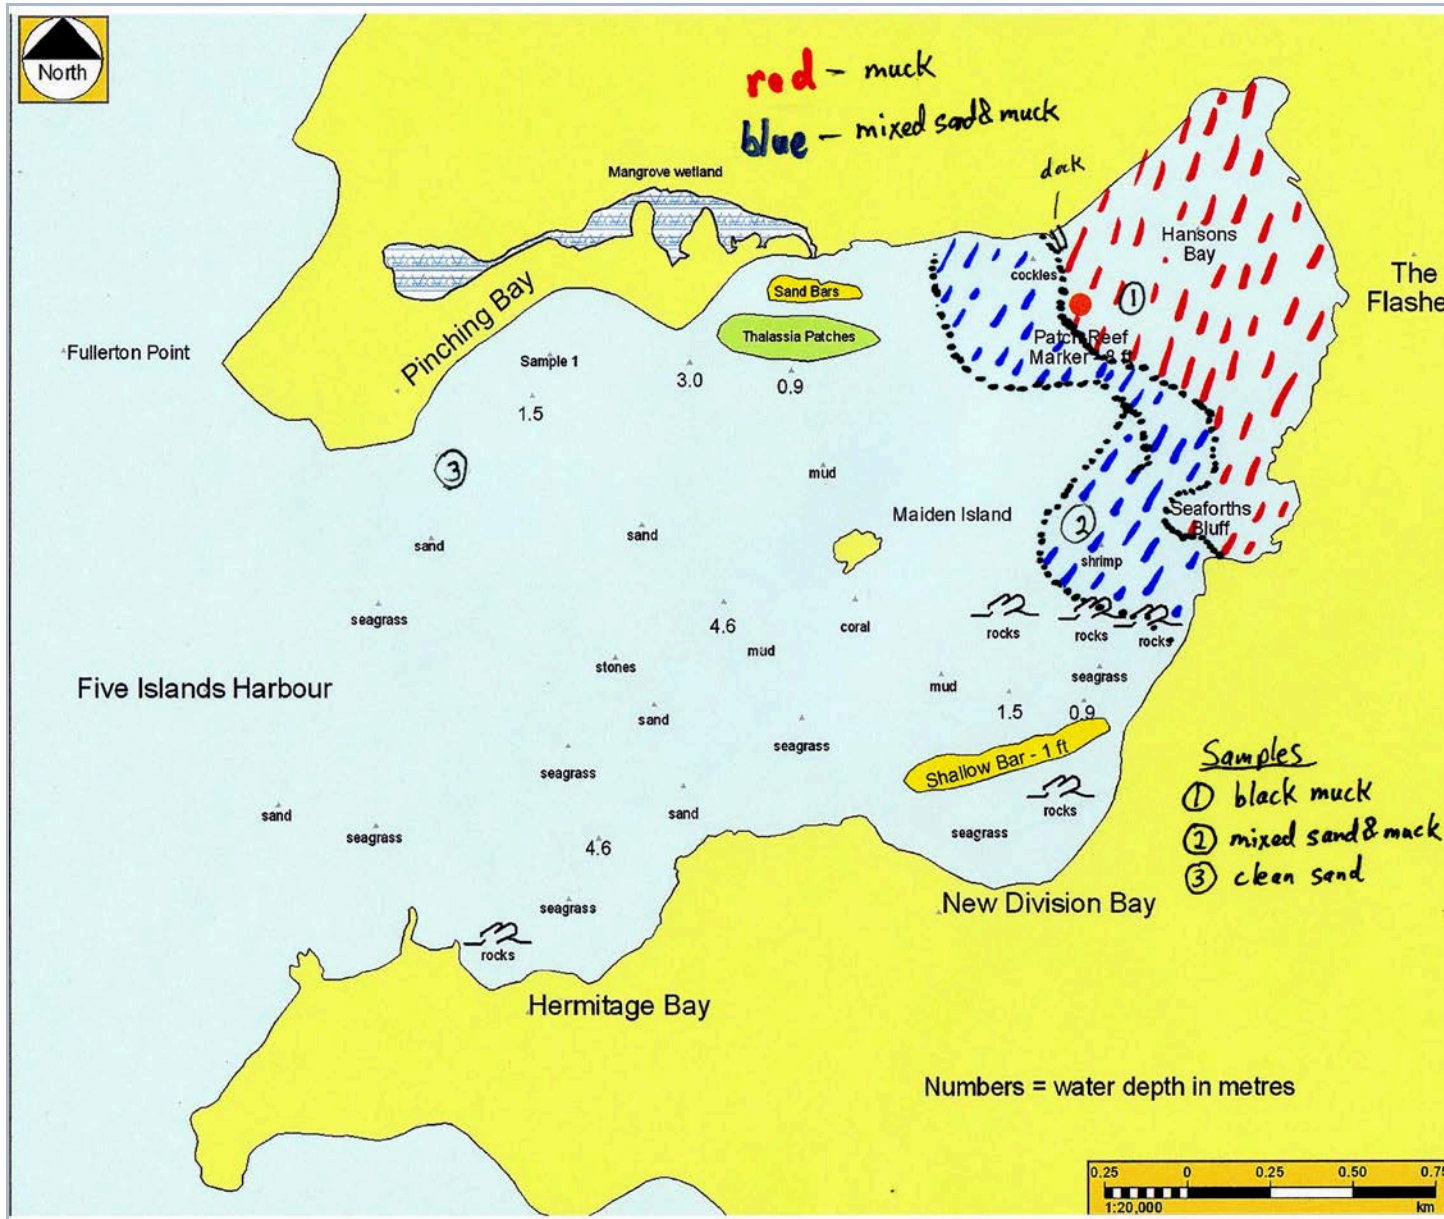 North
red – muck
blue – mixed sand & muck
dock
Mangrove wetland
Hansons
Bay
The
Flashe
cockles
1
Sand Bars
Pinching Bay
Fullerton Point
Thalassia Patches
Patch Reef
Marker - 8 ft
Sample 1
3.0
0.9
1.5
3
mud
Maiden Island
Seaforths
Bluff
2
sand
sand
shrimp
seagrass
4.6
coral
rocks
rocks
rocks
mud
stones
seagrass
Five Islands Harbour
mud
1.5
0.9
sand
seagrass
seagrass
Shallow Bar - 1 ft
rocks
sand
sand
seagrass
seagrass
4.6
Samples
1 black muck
2 mixed sand & muck
3 clean sand
seagrass
New Division Bay
rocks
Hermitage Bay
Numbers = water depth in metres
0.25 0 0.25 0.50 0.75
1:20,000 km